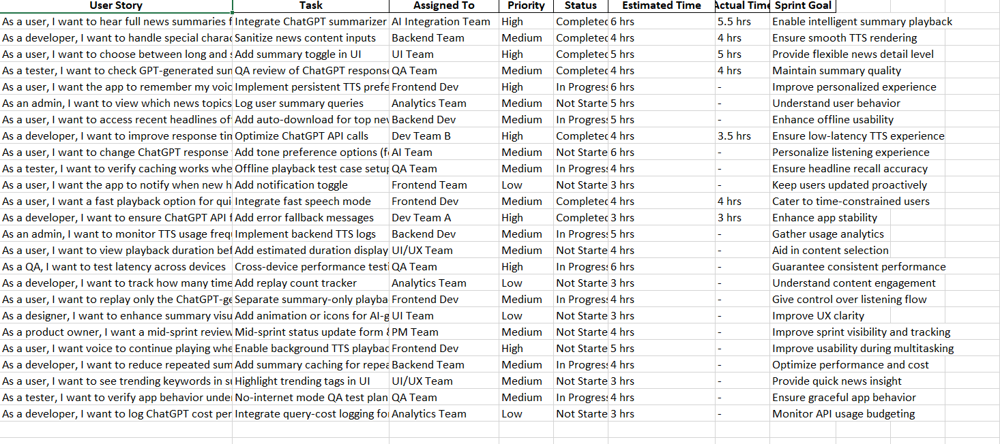 User Story Task Assigned To Priority Status Estimated Time Actual Time Sprint Goal
As a user, I want to hear full news summaries f Integrate ChatGPT summarizer AI Integration Team High Completed 6 hrs 5.5 hrs Enable intelligent summary playback
As a developer, I want to handle special charac Sanitize news content inputs Backend Team Medium Completed 4 hrs 4 hrs Ensure smooth TTS rendering
As a user, I want to choose between long and s Add summary toggle in UI UI Team High Completed 5 hrs 5 hrs Provide flexible news detail level
As a tester, I want to check GPT-generated sum QA review of ChatGPT response QA Team Medium Completed 4 hrs 4 hrs Maintain summary quality
As a user, I want the app to remember my voic Implement persistent TTS prefe Frontend Dev High In Progress 6 hrs - Improve personalized experience
As an admin, I want to view which news topics Log user summary queries Analytics Team Medium Not Starte 5 hrs - Understand user behavior
As a user, I want to access recent headlines of Add auto-download for top new Backend Dev Medium In Progress 5 hrs - Enhance offline usability
As a developer, I want to improve response tim Optimize ChatGPT API calls Dev Team B High Completed 4 hrs 3.5 hrs Ensure low-latency TTS experience
As a user, I want to change ChatGPT response Add tone preference options (f AI Team Medium Not Starte 6 hrs - Personalize listening experience
As a tester, I want to verify caching works whe Offline playback test case setup QA Team Medium In Progress 4 hrs - Ensure headline recall accuracy
As a user, I want the app to notify when new h Add notification toggle Frontend Team Low Not Starte 3 hrs - Keep users updated proactively
As a user, I want a fast playback option for qui Integrate fast speech mode Frontend Dev Medium Completed 4 hrs 4 hrs Cater to time-constrained users
As a developer, I want to ensure ChatGPT API f Add error fallback messages Dev Team A High Completed 3 hrs 3 hrs Enhance app stability
As an admin, I want to monitor TTS usage freq Implement backend TTS logs Backend Dev Medium In Progress 5 hrs - Gather usage analytics
As a user, I want to view playback duration bef Add estimated duration display UI/UX Team Medium Not Starte 4 hrs - Aid in content selection
As a QA, I want to test latency across devices Cross-device performance testi QA Team High In Progress 6 hrs - Guarantee consistent performance
As a developer, I want to track how many time Add replay count tracker Analytics Team Low Not Starte 3 hrs - Understand content engagement
As a user, I want to replay only the ChatGPT-ge Separate summary-only playba Frontend Dev Medium In Progress 4 hrs - Give control over listening flow
As a designer, I want to enhance summary visu Add animation or icons for AI-g UI Team Low Not Starte 3 hrs - Improve UX clarity
As a product owner, I want a mid-sprint review Mid-sprint status update form & PM Team Medium Not Starte 4 hrs - Improve sprint visibility and tracking
As a user, I want voice to continue playing whe Enable background TTS playbac Frontend Dev High Not Starte 5 hrs - Improve usability during multitasking
As a developer, I want to reduce repeated sum Add summary caching for repea Backend Team Medium In Progress 4 hrs - Optimize performance and cost
As a user, I want to see trending keywords in su Highlight trending tags in UI UI/UX Team Medium Not Starte 3 hrs - Provide quick news insight
As a tester, I want to verify app behavior unde No-internet mode QA test plan QA Team Medium In Progress 4 hrs - Ensure graceful app behavior
As a developer, I want to log ChatGPT cost per Integrate query-cost logging fo Analytics Team Low Not Starte 3 hrs - Monitor API usage budgeting